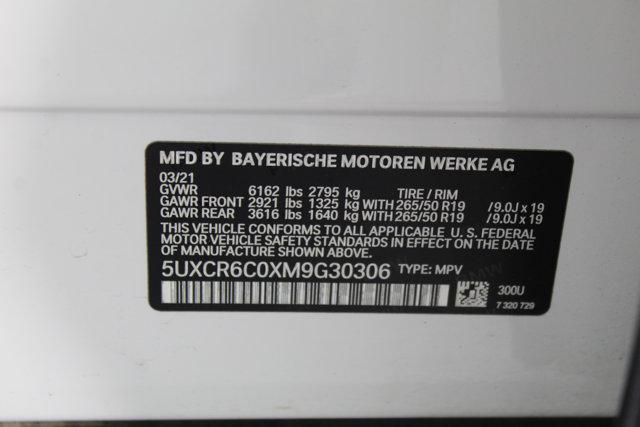 MFD BY BAYERISCHE MOTOREN WERKE AG
03/21
GVWR 6162 lbs 2795 kg TIRE / RIM
GAWR FRONT 2921 lbs 1325 kg WITH 265/50 R19 /9.0J x 19
GAWR REAR 3616 lbs 1640 kg WITH 265/50 R19 /9.0J x 19
THIS VEHICLE CONFORMS TO ALL APPLICABLE U. S. FEDERAL
MOTOR VEHICLE SAFETY STANDARDS IN EFFECT ON THE DATE
OF MANUFACTURE SHOWN ABOVE.
5UXCR6C0XM9G30306 TYPE: MPV
300U
7 320 729